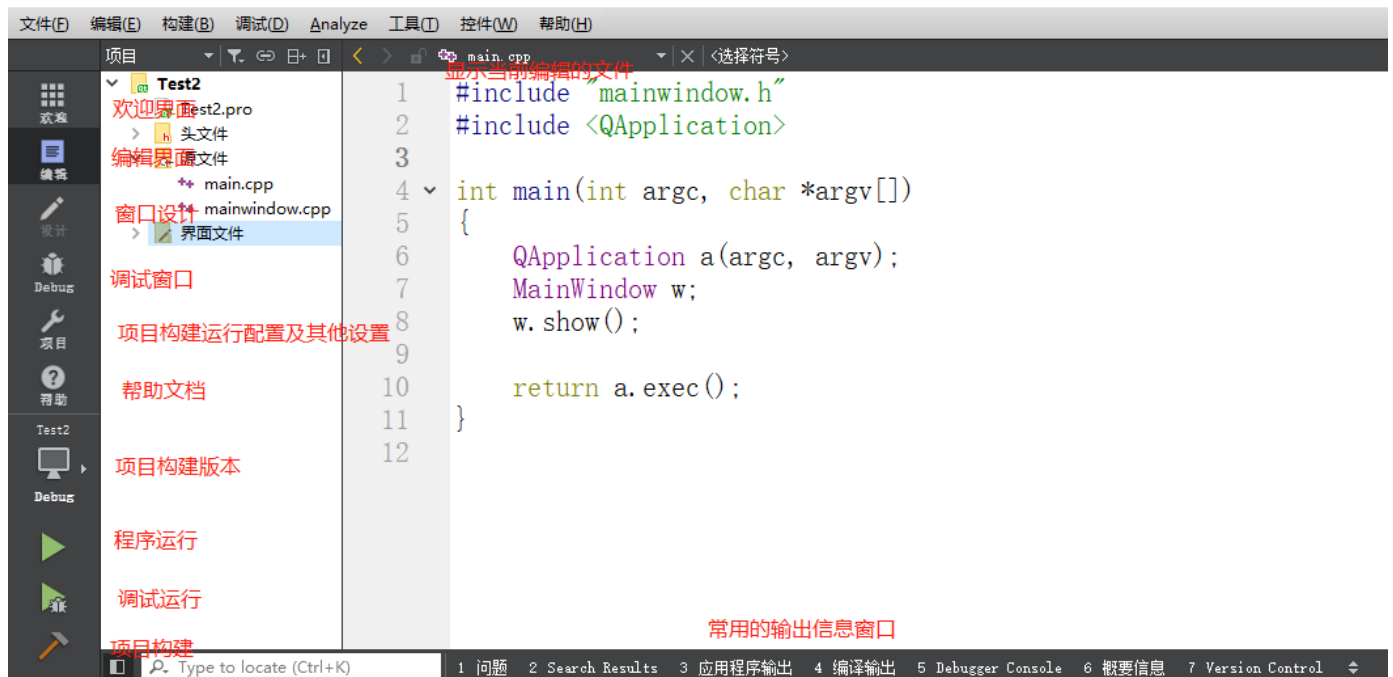 文件(F) 编辑(E) 构建(B) 调试(D) Analyze 工具(T) 控件(W) 帮助(H)
项目 main.cpp <选择符号>
显示当前编辑的文件
欢迎
编辑
设计
Debug
项目
帮助
Test2
Debug
Test2
Test2.pro
头文件
源文件
main.cpp
mainwindow.cpp
界面文件
欢迎界面
编辑界面
窗口设计
调试窗口
项目构建运行配置及其他设置
帮助文档
项目构建版本
程序运行
调试运行
项目构建
1 #include "mainwindow.h"
2 #include <QApplication>
3
4 int main(int argc, char *argv[])
5 {
6 QApplication a(argc, argv);
7 MainWindow w;
8 w.show();
9
10 return a.exec();
11 }
12
常用的输出信息窗口
Type to locate (Ctrl+K) 1 问题 2 Search Results 3 应用程序输出 4 编译输出 5 Debugger Console 6 概要信息 7 Version Control